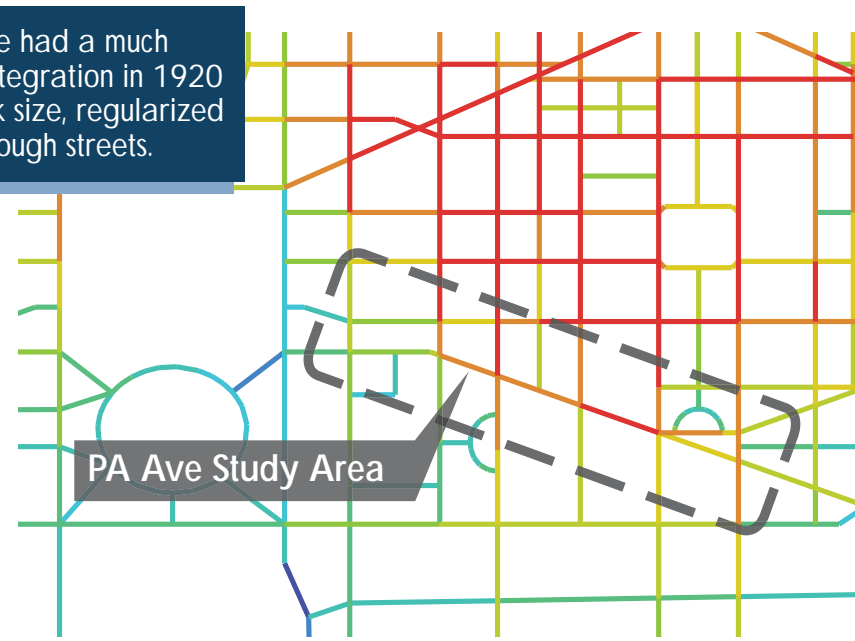 e had a much
tegration in 1920
k size, regularized
ough streets.
PA Ave Study Area